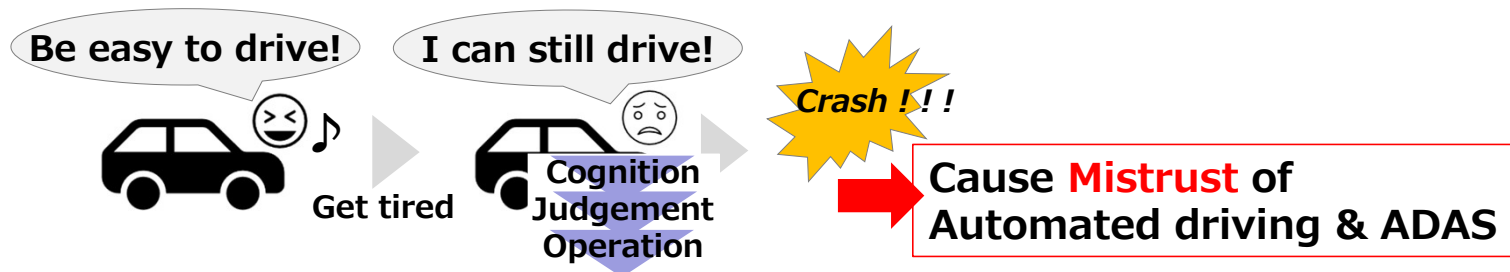 Be easy to drive!
I can still drive!
Crash ! ! !
Get tired
Cognition
Judgement
Operation
Cause Mistrust of
Automated driving & ADAS